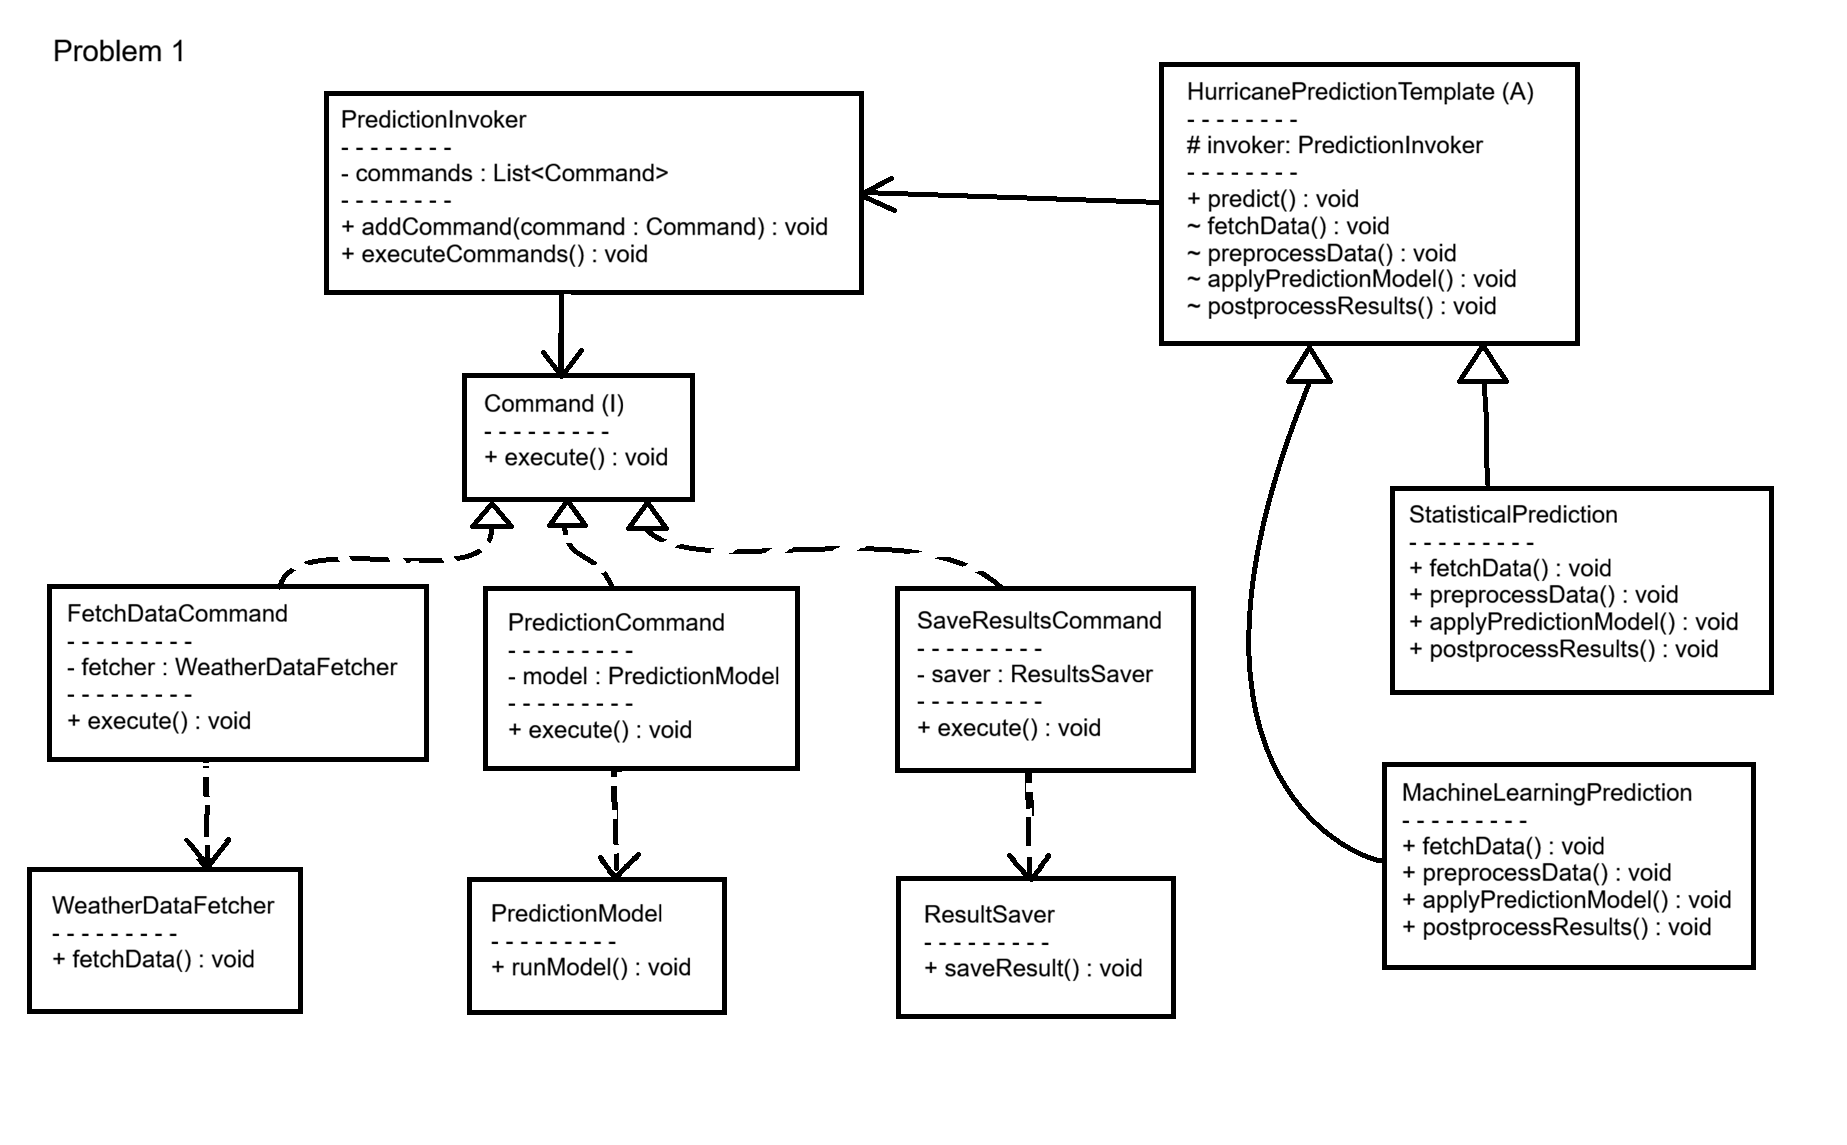 Problem 1
PredictionInvoker
- - - - - - - -
- commands : List<Command>
- - - - - - - -
+ addCommand(command : Command) : void
+ executeCommands() : void
HurricanePredictionTemplate (A)
- - - - - - - -
# invoker: PredictionInvoker
- - - - - - - -
+ predict() : void
~ fetchData() : void
~ preprocessData() : void
~ applyPredictionModel() : void
~ postprocessResults() : void
Command (I)
- - - - - - - - -
+ execute() : void
StatisticalPrediction
- - - - - - - - -
+ fetchData() : void
+ preprocessData() : void
+ applyPredictionModel() : void
+ postprocessResults() : void
FetchDataCommand
- - - - - - - - -
- fetcher : WeatherDataFetcher
- - - - - - - - -
+ execute() : void
PredictionCommand
- - - - - - - - -
- model : PredictionModel
- - - - - - - - -
+ execute() : void
SaveResultsCommand
- - - - - - - - -
- saver : ResultsSaver
- - - - - - - - -
+ execute() : void
MachineLearningPrediction
- - - - - - - - -
+ fetchData() : void
+ preprocessData() : void
+ applyPredictionModel() : void
+ postprocessResults() : void
WeatherDataFetcher
- - - - - - - - -
+ fetchData() : void
PredictionModel
- - - - - - - - -
+ runModel() : void
ResultSaver
- - - - - - - - -
+ saveResult() : void